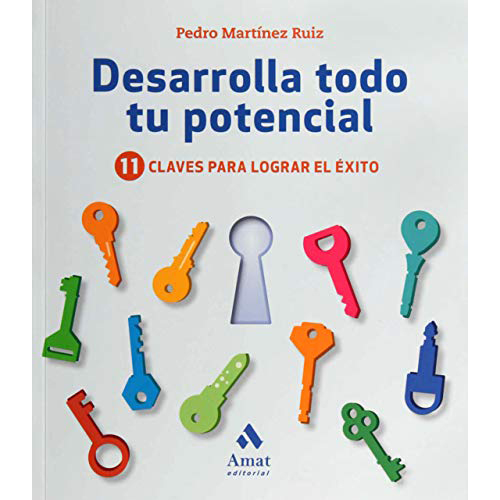 Pedro Martínez Ruiz
Desarrolla todo
tu potencial
11 CLAVES PARA LOGRAR EL ÉXITO
Amat
editorial